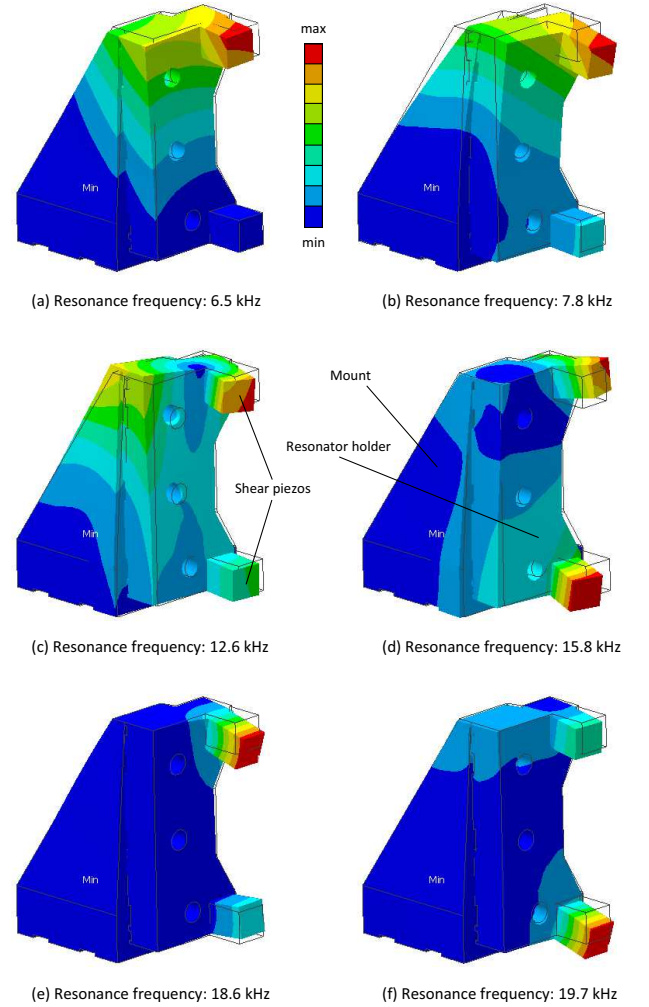 max
Min
Min
min
(a) Resonance frequency: 6.5 kHz
(b) Resonance frequency: 7.8 kHz
Mount
Resonator holder
Shear piezos
Min
Min
(c) Resonance frequency: 12.6 kHz
(d) Resonance frequency: 15.8 kHz
Min
Min
(e) Resonance frequency: 18.6 kHz
(f) Resonance frequency: 19.7 kHz